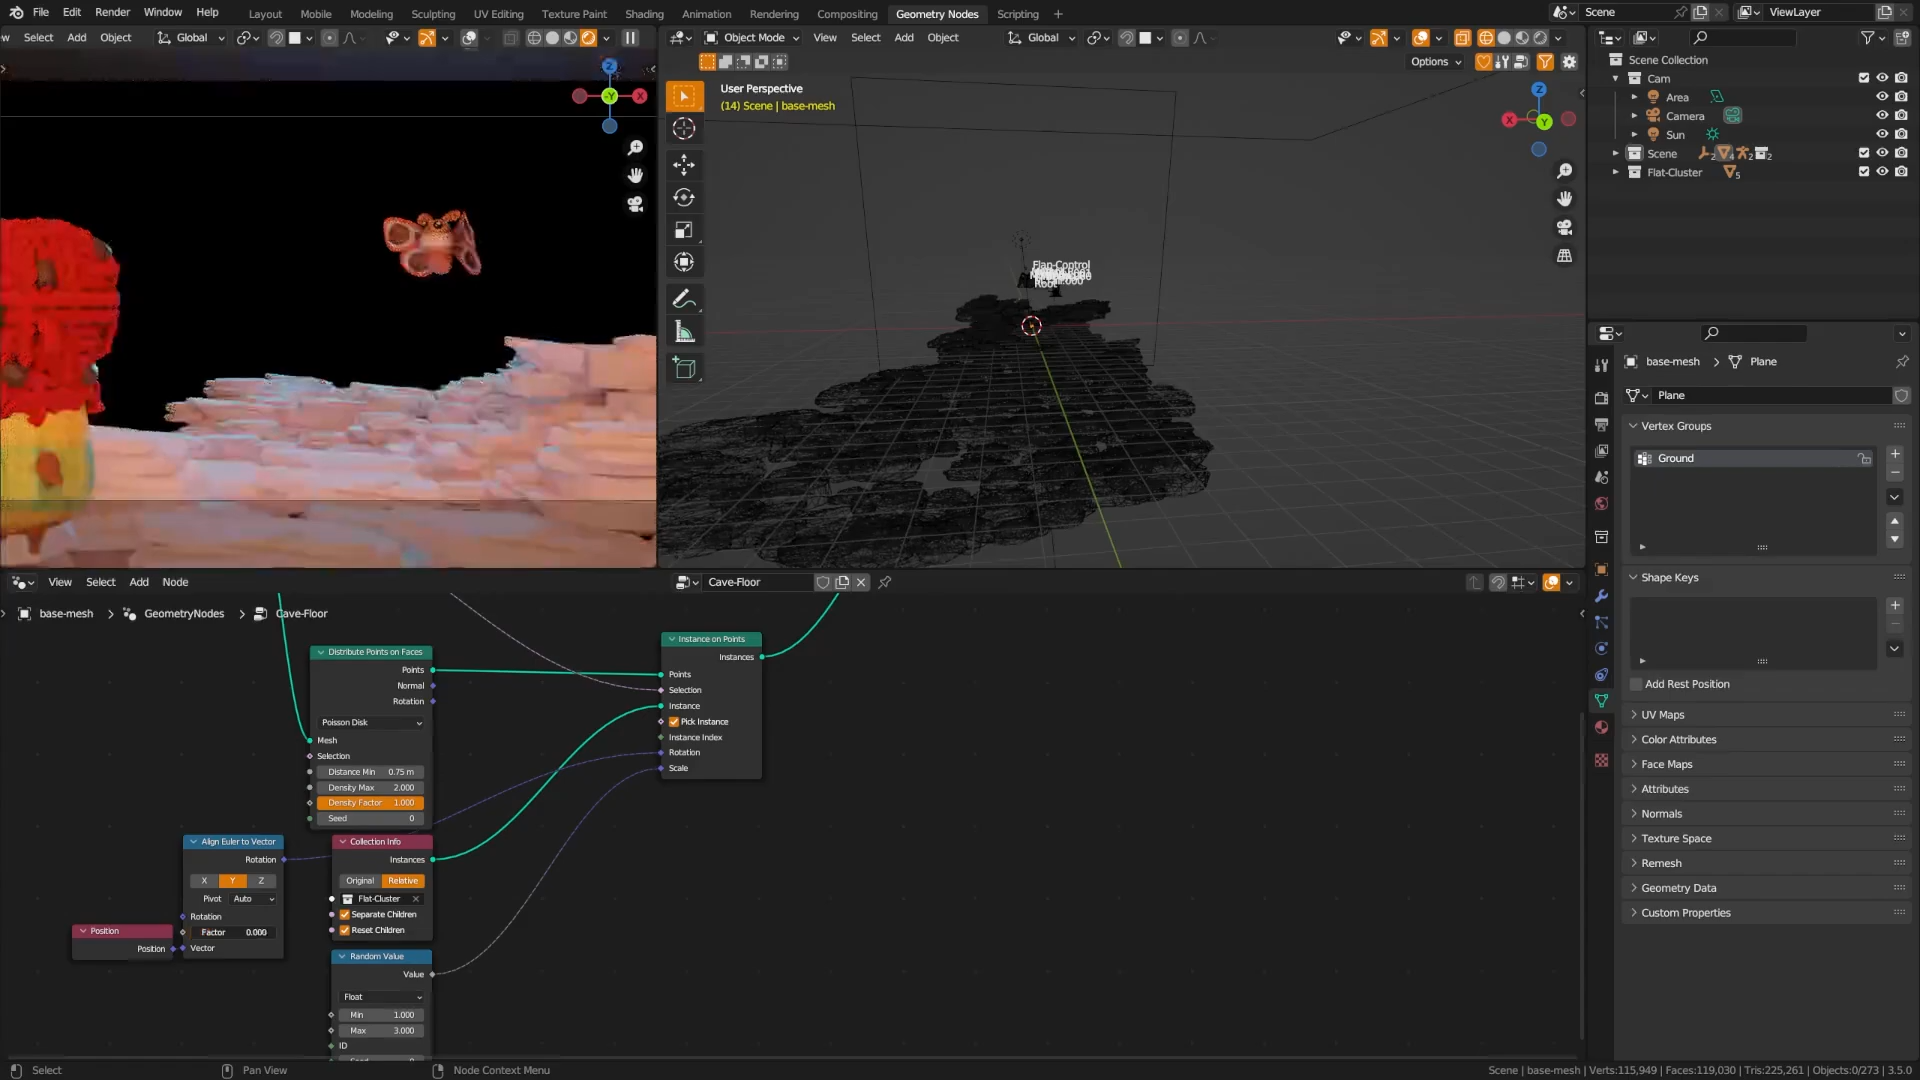 File Edit Render Window Help Layout Mobile Modeling Sculpting UV Editing Texture Paint Shading Animation Rendering Compositing Geometry Nodes Scripting + Scene ViewLayer
Select Add Object Global
Object Mode View Select Add Object Global
Options
Z
-Y X
User Perspective
(14) Scene | base-mesh
Z
X Y
Flap-Control
Root
Scene Collection
Cam
Area
Camera
Sun
Scene 2 4 2 2
Flat-Cluster 5
base-mesh > Plane
Plane
Vertex Groups
Ground
Shape Keys
Add Rest Position
UV Maps
Color Attributes
Face Maps
Attributes
Normals
Texture Space
Remesh
Geometry Data
Custom Properties
View Select Add Node Cave-Floor
base-mesh > GeometryNodes > Cave-Floor
Distribute Points on Faces
Points
Normal
Rotation
Poisson Disk
Mesh
Selection
Distance Min 0.75 m
Density Max 2.000
Density Factor 1.000
Seed 0
Instance on Points
Instances
Points
Selection
Instance
Pick Instance
Instance Index
Rotation
Scale
Align Euler to Vector
Rotation
X Y Z
Pivot Auto
Rotation
Factor 0.000
Vector
Position
Position
Collection Info
Instances
Original Relative
Flat-Cluster
Separate Children
Reset Children
Random Value
Value
Float
Min 1.000
Max 3.000
ID
Select Pan View Node Context Menu Scene | base-mesh | Verts:115,949 | Faces:119,030 | Tris:225,261 | Objects:0/273 | 3.5.0